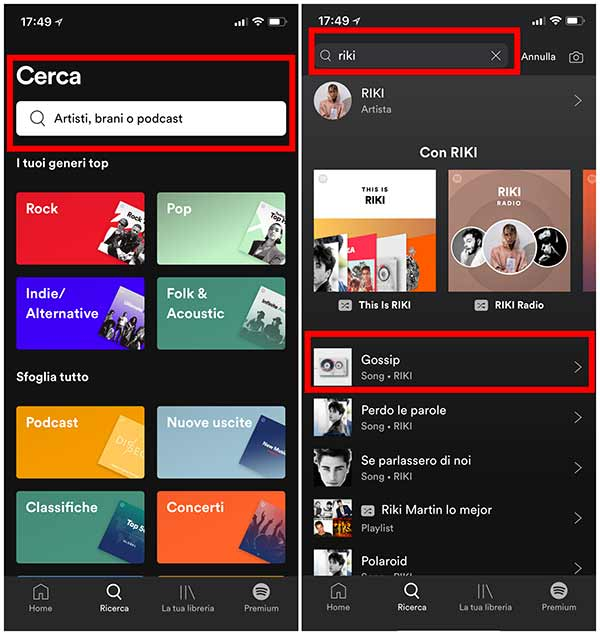 17:49
Cerca
Artisti, brani o podcast
I tuoi generi top
Rock
Pop
Indie/
Alternative
Folk &
Acoustic
Sfoglia tutto
Podcast
Nuove uscite
Classifiche
Concerti
Home
Ricerca
La tua libreria
Premium
17:49
riki
Annulla
RIKI
Artista
Con RIKI
THIS IS
RIKI
RIKI
RADIO
This Is RIKI
RIKI Radio
Gossip
Song • RIKI
Perdo le parole
Song • RIKI
Se parlassero di noi
Song • RIKI
Riki Martin lo mejor
Playlist
Polaroid
Song • RIKI
Home
Ricerca
La tua libreria
Premium